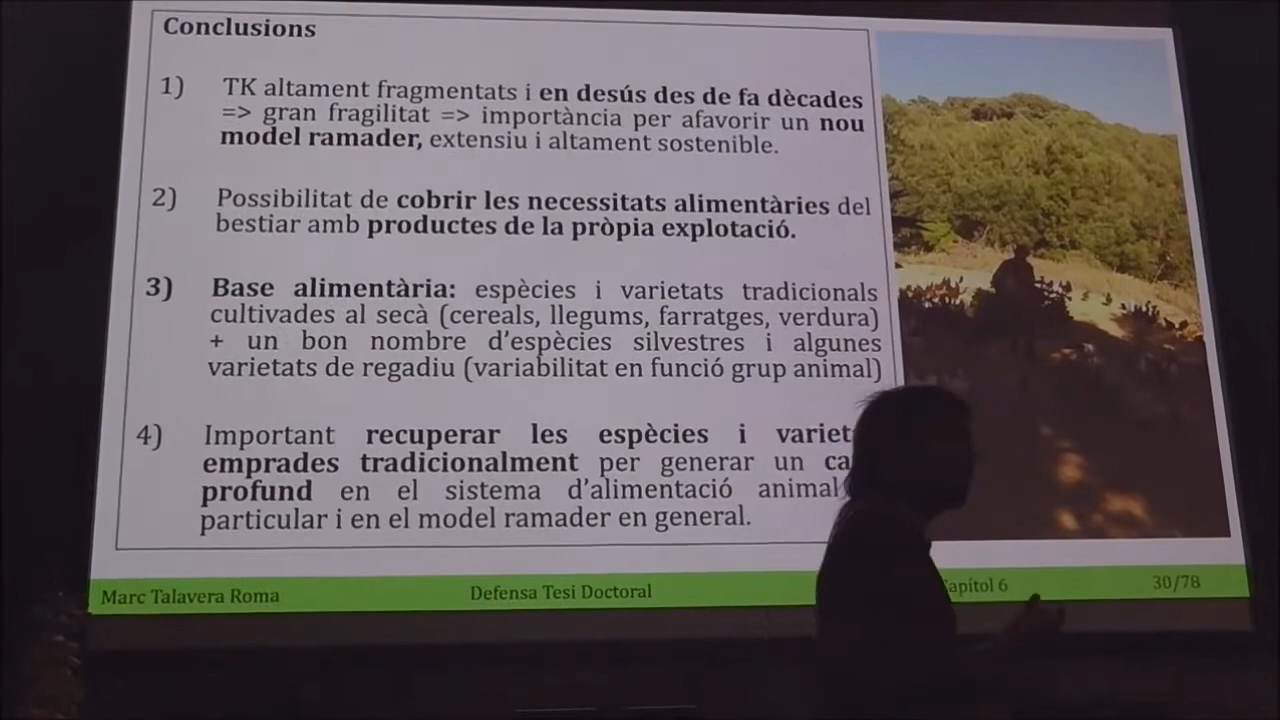 Conclusions
1) TK altament fragmentats i en desús des de fa dècades
=> gran fragilitat => importància per afavorir un nou
model ramader, extensiu i altament sostenible.
2) Possibilitat de cobrir les necessitats alimentàries del
bestiar amb productes de la pròpia explotació.
3) Base alimentària: espècies i varietats tradicionals
cultivades al secà (cereals, llegums, farratges, verdura)
+ un bon nombre d'espècies silvestres i algunes
varietats de regadiu (variabilitat en funció grup animal)
4) Important recuperar les espècies i
emprades tradicionalment per generar un
profund en el sistema d'alimentació animal
particular i en el model ramader en general.
Marc Talavera Roma Defensa Tesi Doctoral 30/78